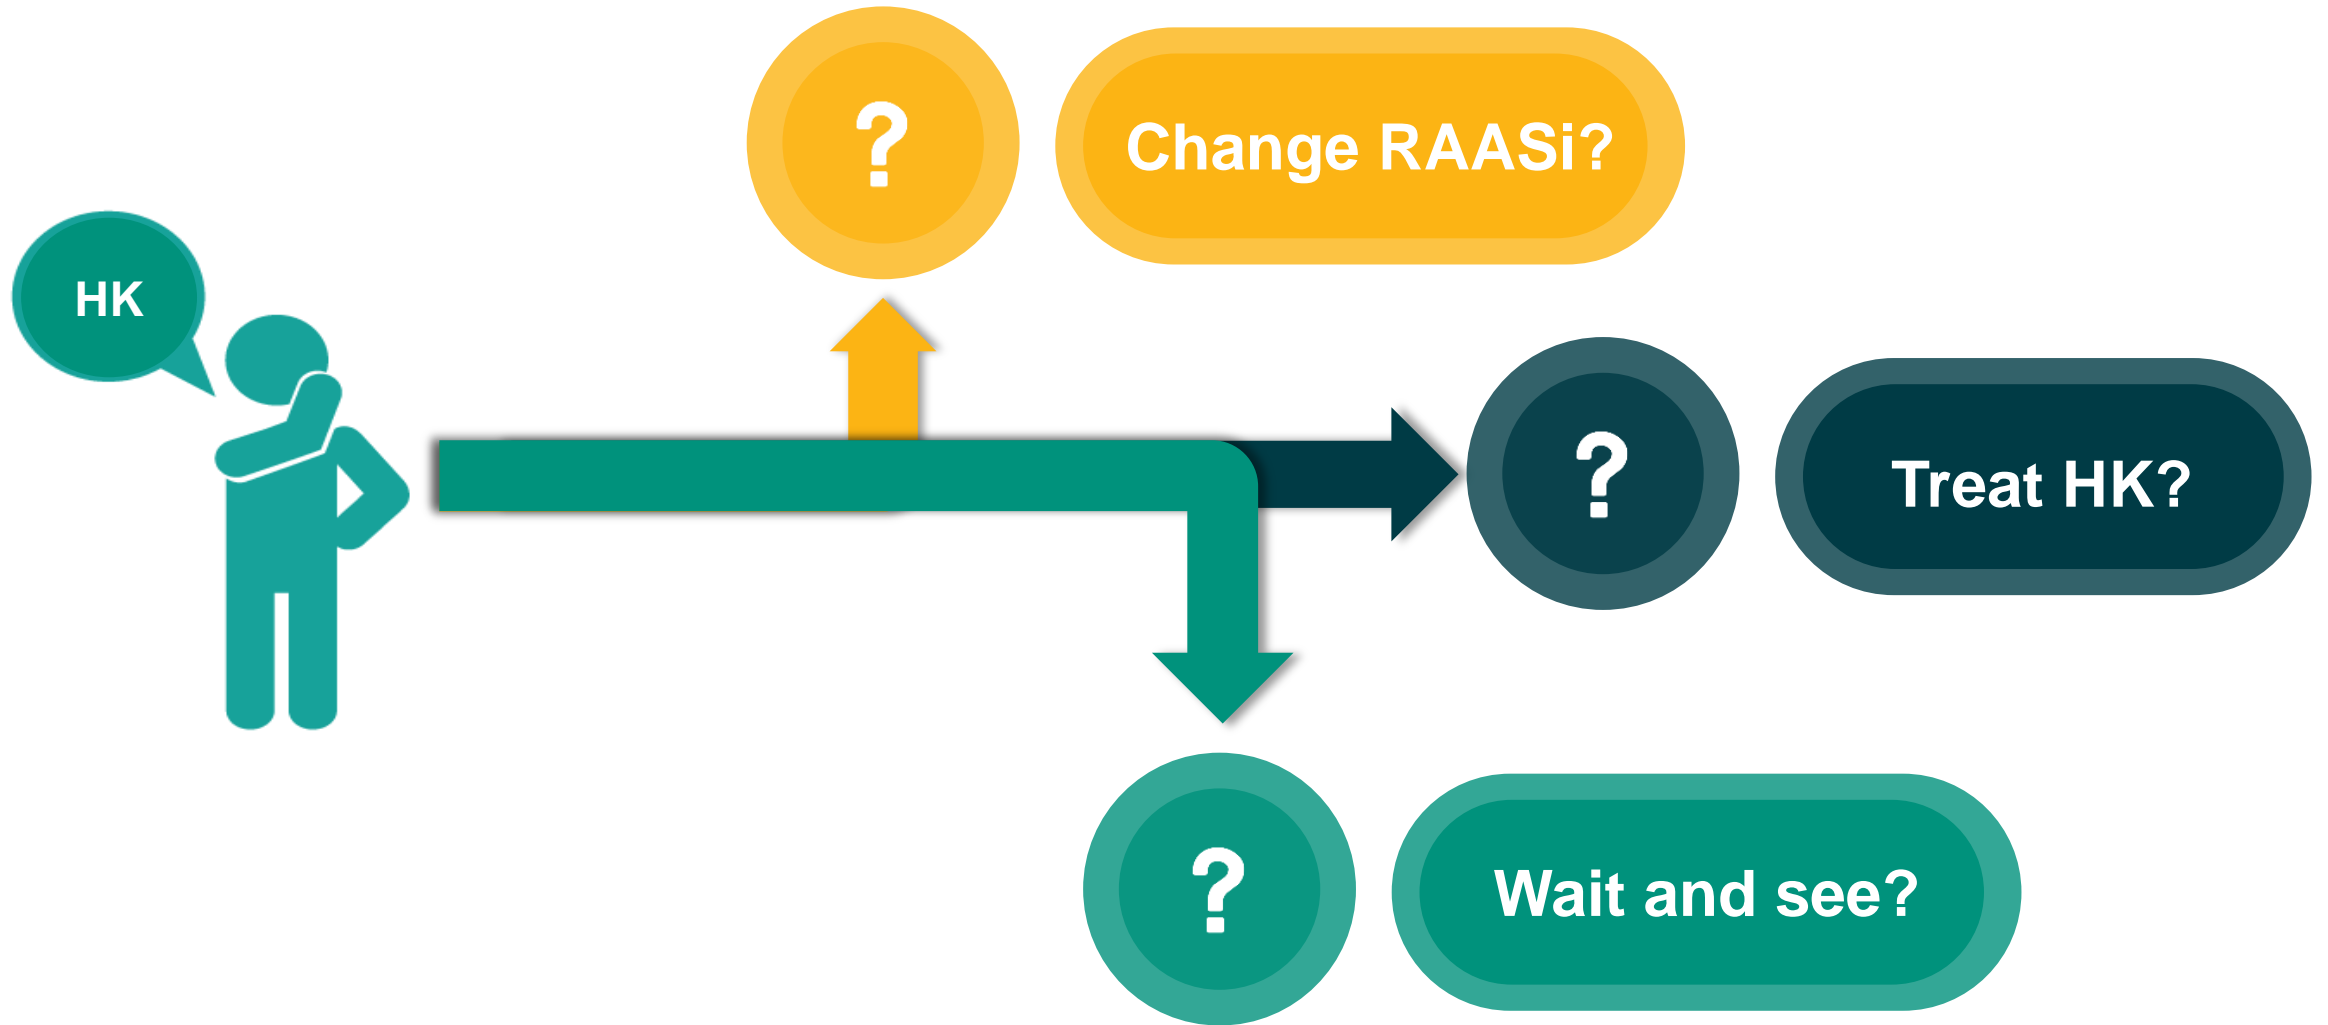 ?
Change RAASi?
HK
?
Treat HK?
?
Wait and see?